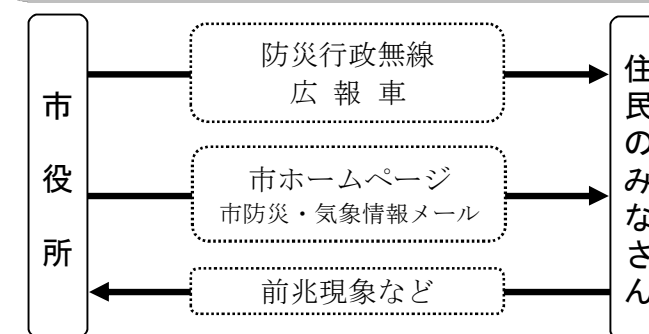 市役所
防災行政無線
広報車
市ホームページ
市防災・気象情報メール
前兆現象など
住民のみなさん